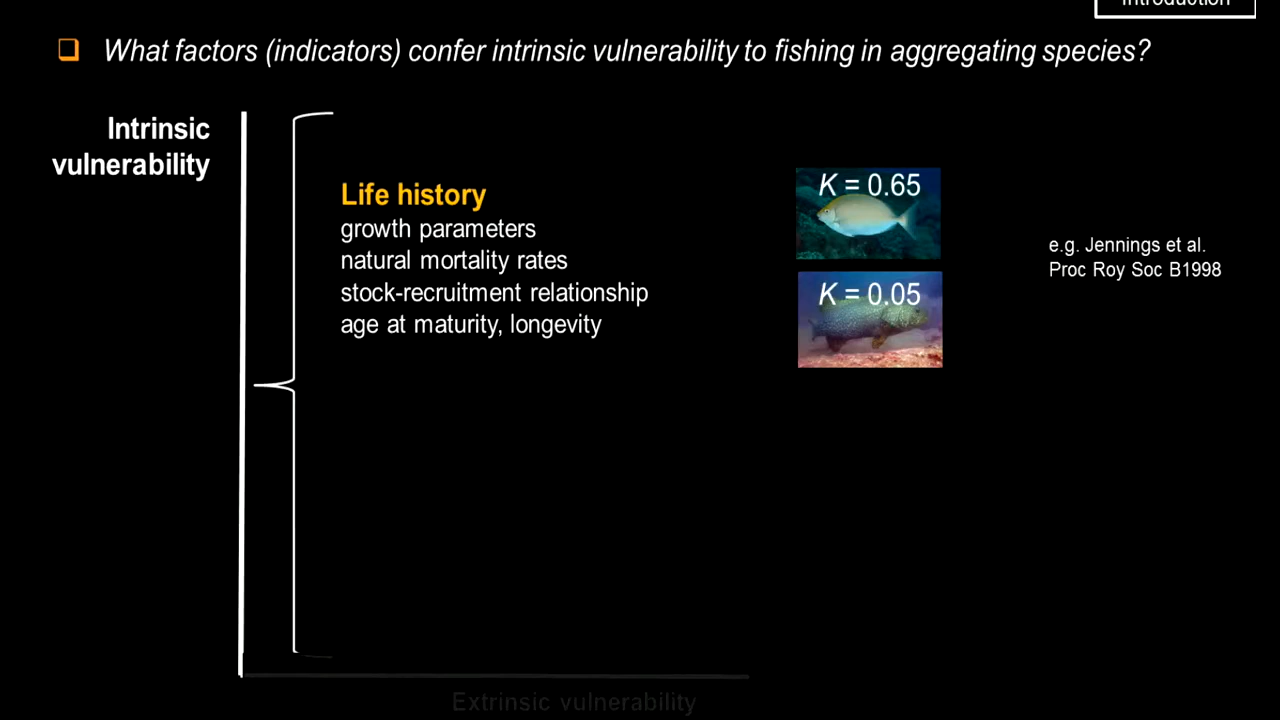 Introduction
What factors (indicators) confer intrinsic vulnerability to fishing in aggregating species?
Intrinsic
vulnerability
Life history
growth parameters
natural mortality rates
stock-recruitment relationship
age at maturity, longevity
K = 0.65
K = 0.05
e.g. Jennings et al.
Proc Roy Soc B1998
Extrinsic vulnerability